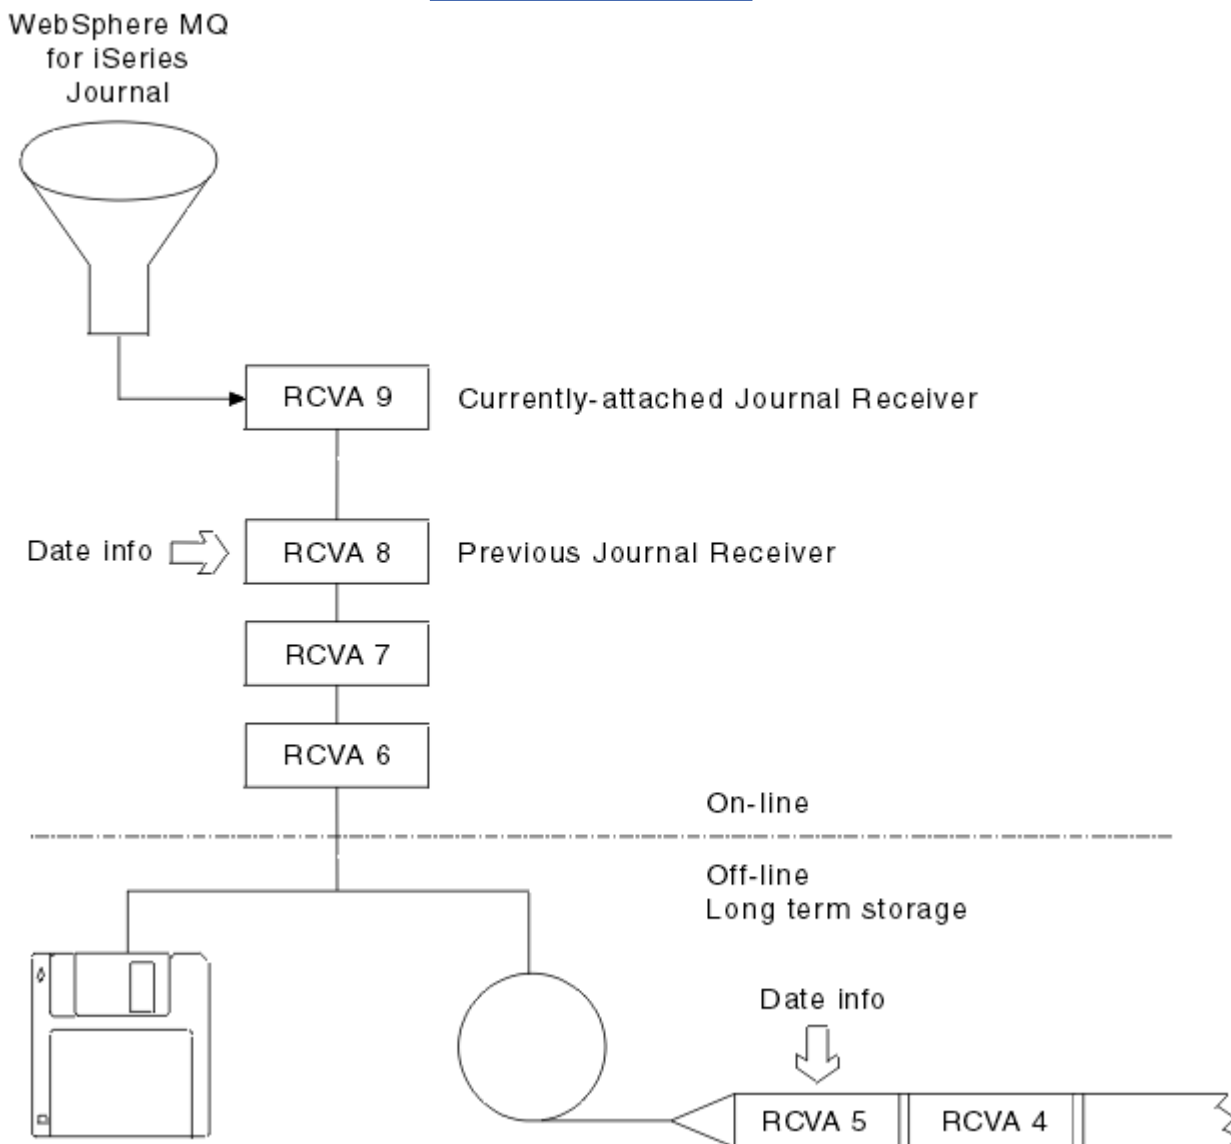 WebSphere MQ
for iSeries
Journal
RCVA 9
Currently-attached Journal Receiver
Date info
RCVA 8
Previous Journal Receiver
RCVA 7
RCVA 6
On-line
Off-line
Long term storage
Date info
RCVA 5
RCVA 4